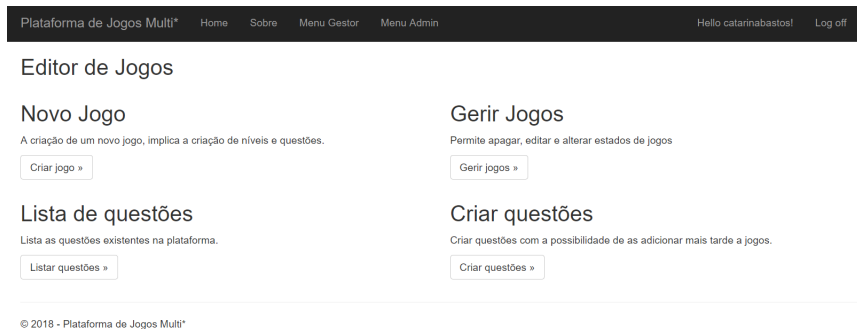 Plataforma de Jogos Multi* Home Sobre Menu Gestor Menu Admin Hello catarinabastos! Log off
Editor de Jogos
Novo Jogo
A criação de um novo jogo, implica a criação de níveis e questões.
Criar jogo »
Gerir Jogos
Permite apagar, editar e alterar estados de jogos
Gerir jogos »
Lista de questões
Lista as questões existentes na plataforma.
Listar questões »
Criar questões
Criar questões com a possibilidade de as adicionar mais tarde a jogos.
Criar questões »
© 2018 - Plataforma de Jogos Multi*